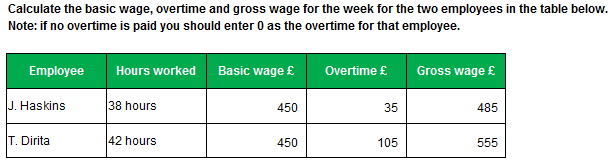 Calculate the basic wage, overtime and gross wage for the week for the two employees in the table below.
Note: if no overtime is paid you should enter 0 as the overtime for that employee.
Employee Hours worked Basic wage £ Overtime £ Gross wage £
J. Haskins 38 hours 450 35 485
T. Dirita 42 hours 450 105 555